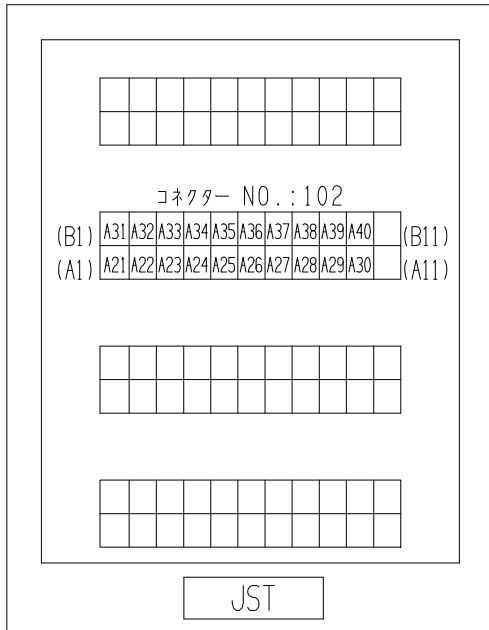 コネクター NO.:102
(B1) A31 A32 A33 A34 A35 A36 A37 A38 A39 A40 (B11)
(A1) A21 A22 A23 A24 A25 A26 A27 A28 A29 A30 (A11)
JST